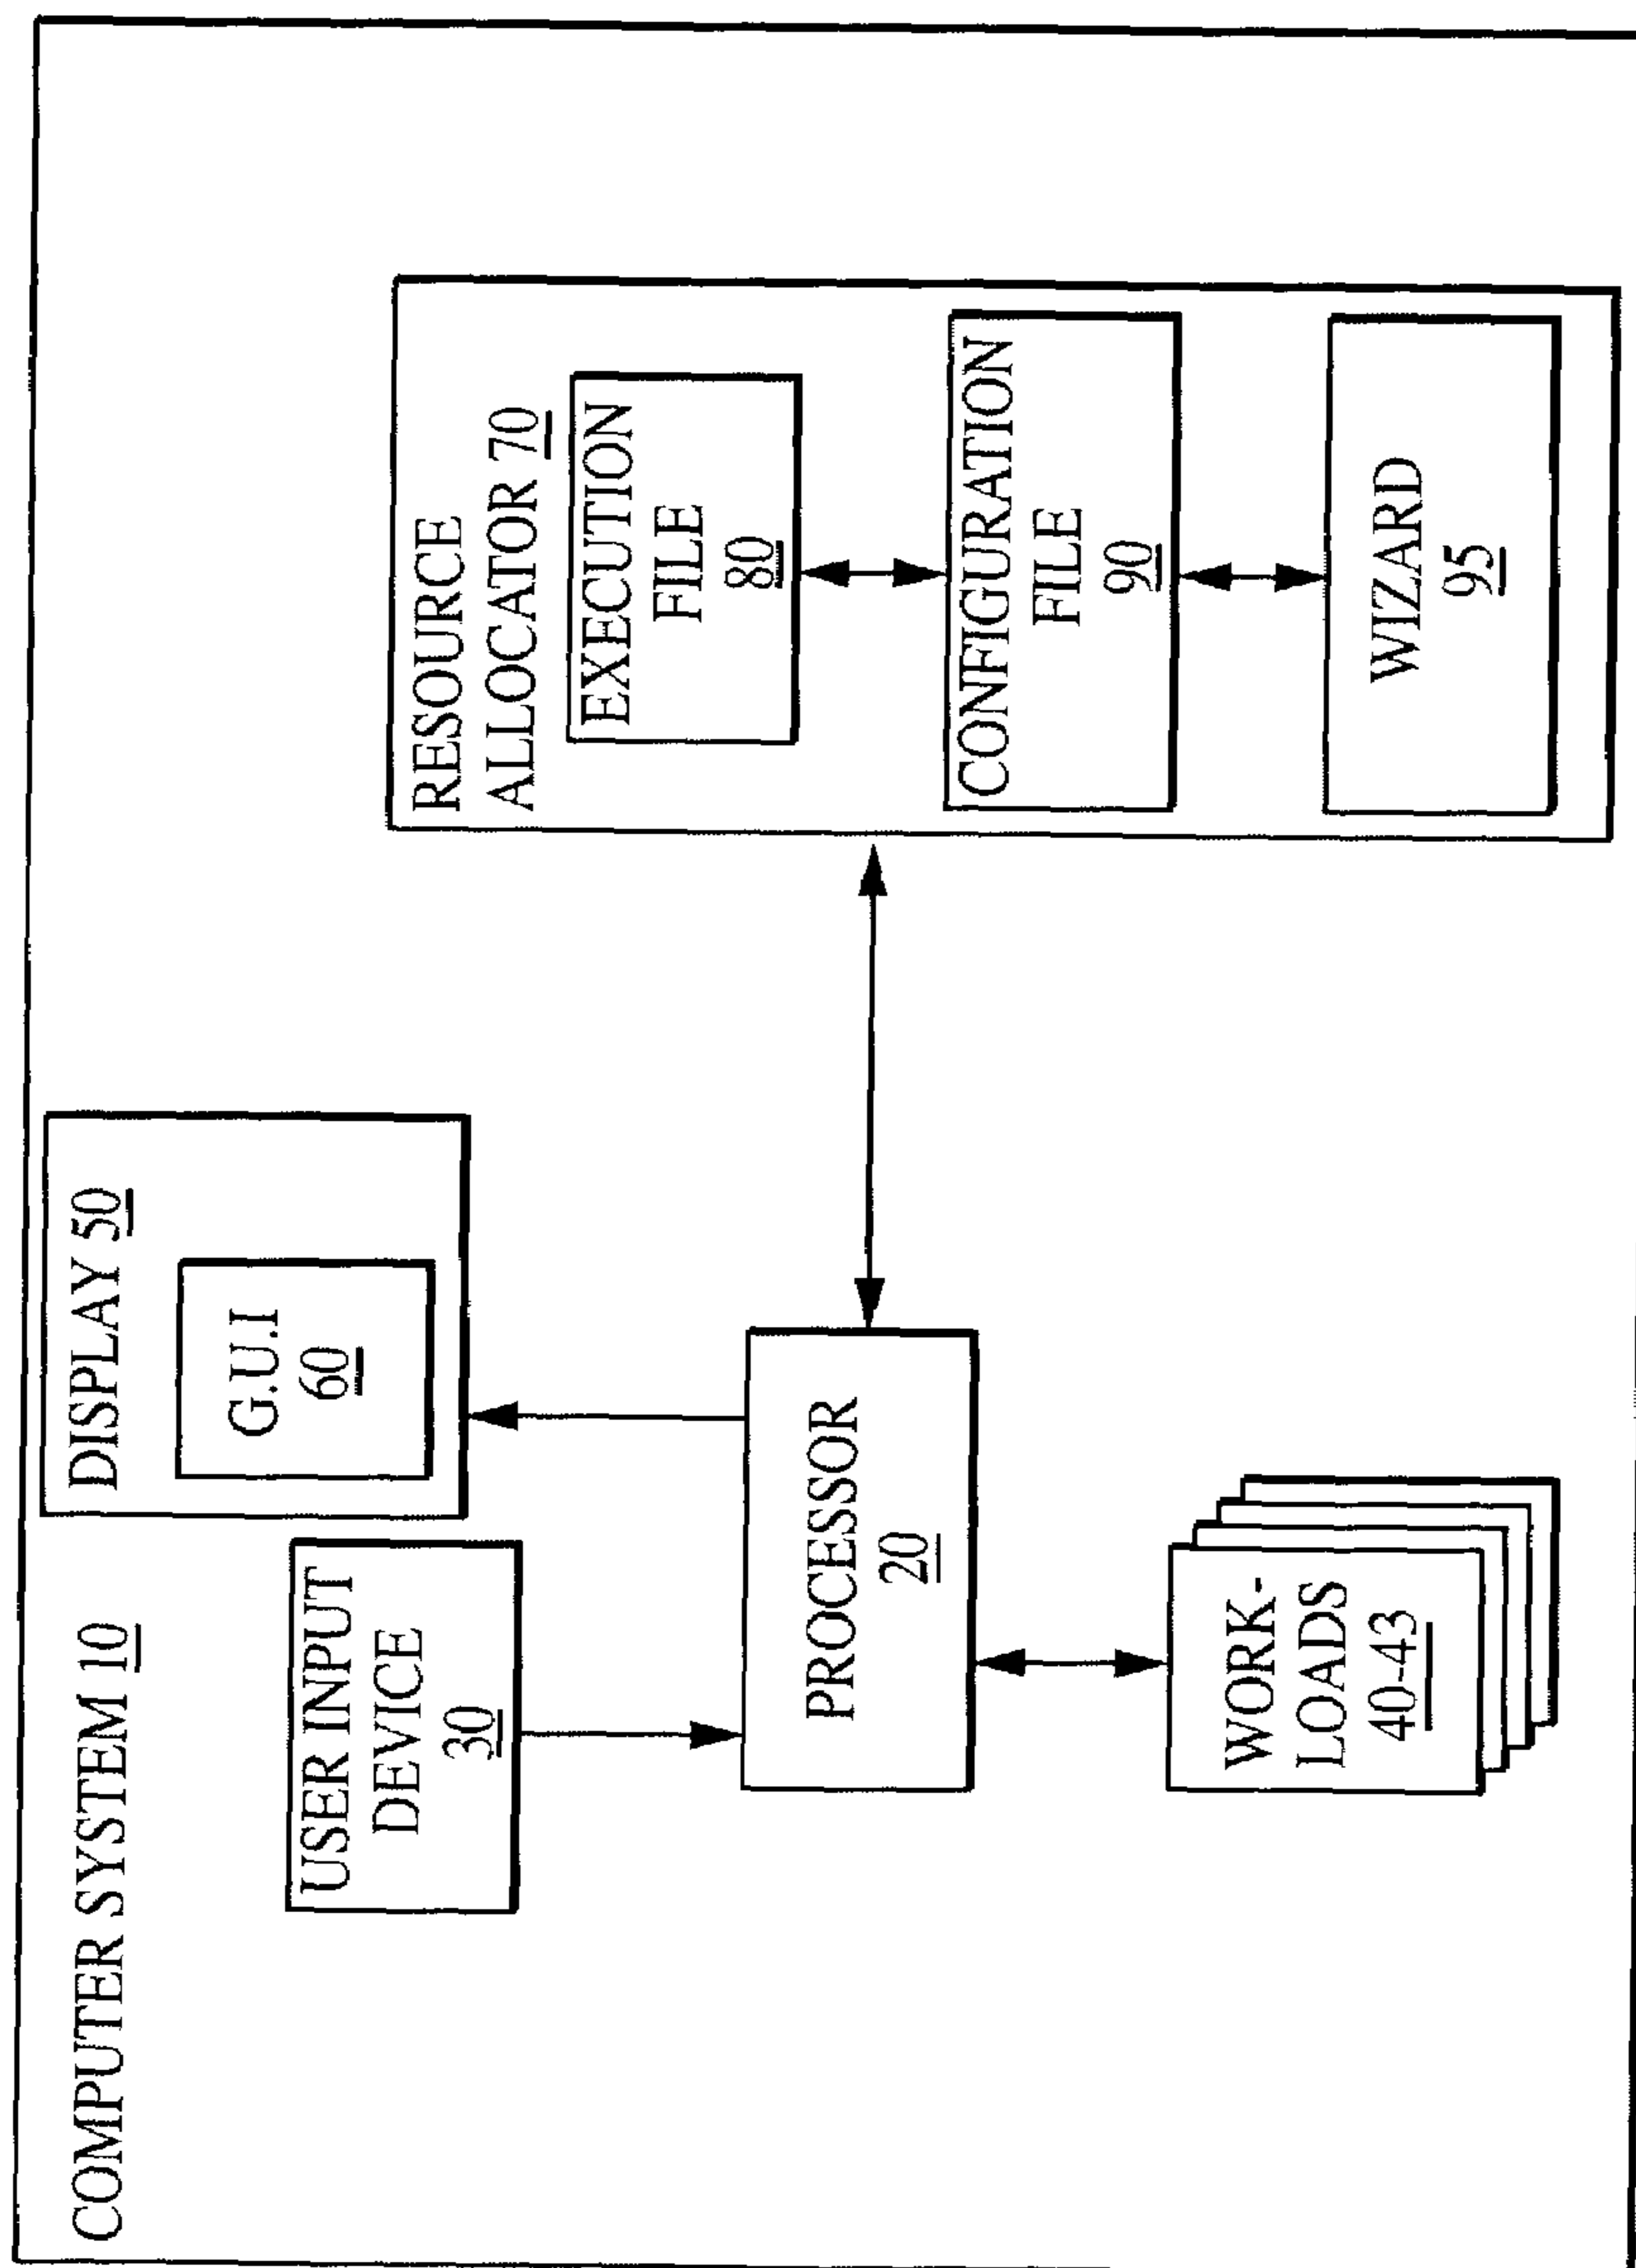 COMPUTER SYSTEM 10
USER INPUT
DEVICE
30
DISPLAY 50
G.U.I
60
PROCESSOR
20
WORK-
LOADS
40-43
RESOURCE
ALLOCATOR 70
EXECUTION
FILE
80
CONFIGURATION
FILE
90
WIZARD
95